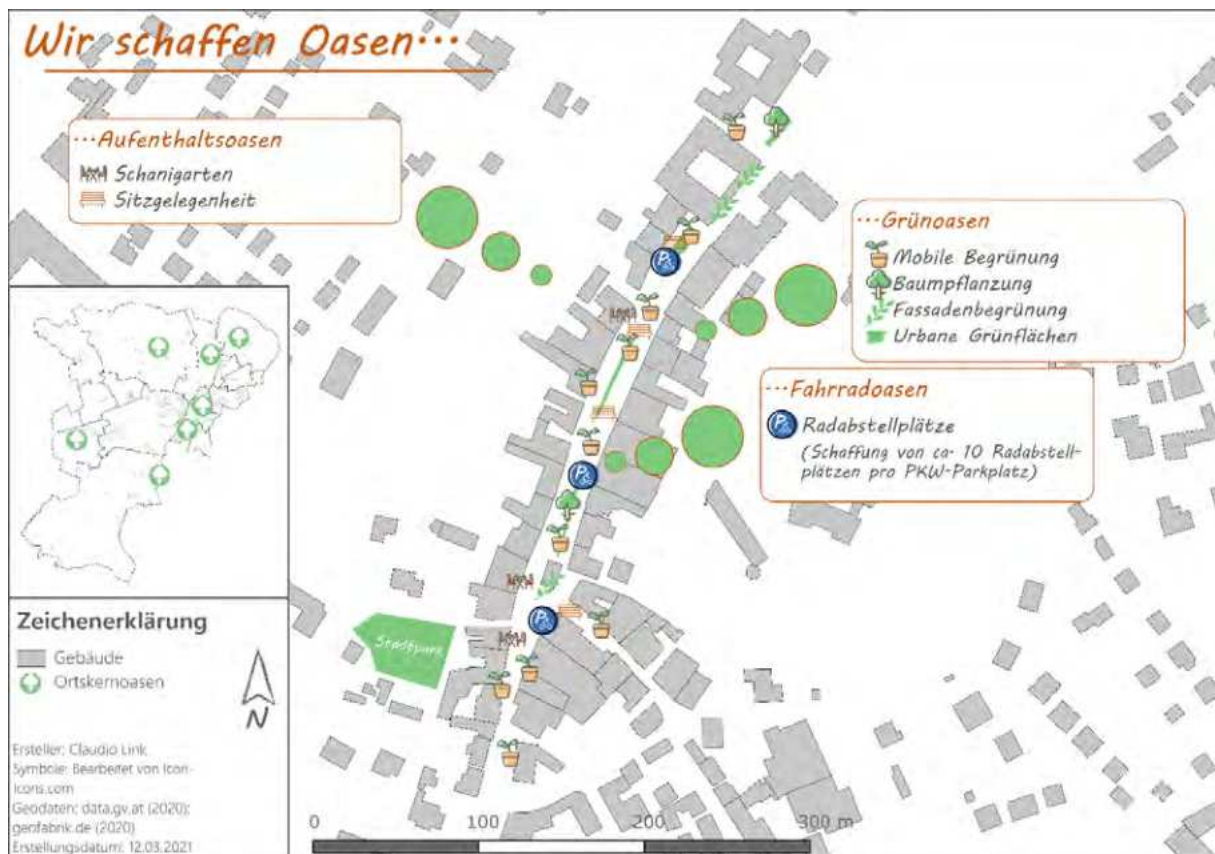 Wir schaffen Oasen...
...Aufenthaltsoasen
Schanigarten
Sitzgelegenheit
...Grünoasen
Mobile Begrünung
Baumpflanzung
Fassadenbegrünung
Urbane Grünflächen
...Fahrradoasen
Radabstellplätze
(Schaffung von ca. 10 Radabstell-
plätzen pro PKW-Parkplatz)
Stadtpark
Zeichenerklärung
Gebäude
Ortskernoasen
N
Ersteller: Claudio Link
Symbole: Bearbeitet von Icon-
Icons.com
Geodaten: data.gv.at (2020);
geofabrik.de (2020)
Erstellungsdatum: 12.03.2021
0 100 200 300 m